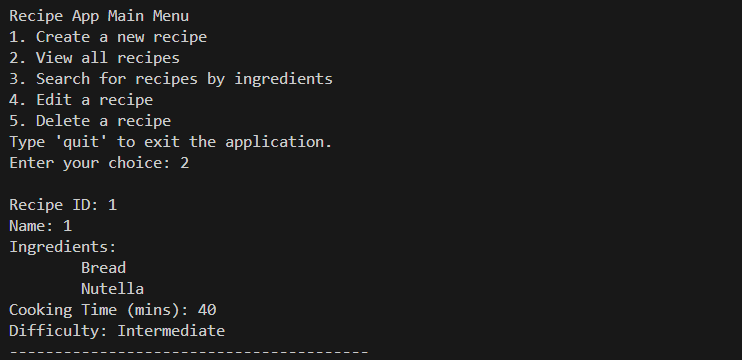 Recipe App Main Menu
1. Create a new recipe
2. View all recipes
3. Search for recipes by ingredients
4. Edit a recipe
5. Delete a recipe
Type 'quit' to exit the application.
Enter your choice: 2

Recipe ID: 1
Name: 1
Ingredients:
        Bread
        Nutella
Cooking Time (mins): 40
Difficulty: Intermediate
----------------------------------------